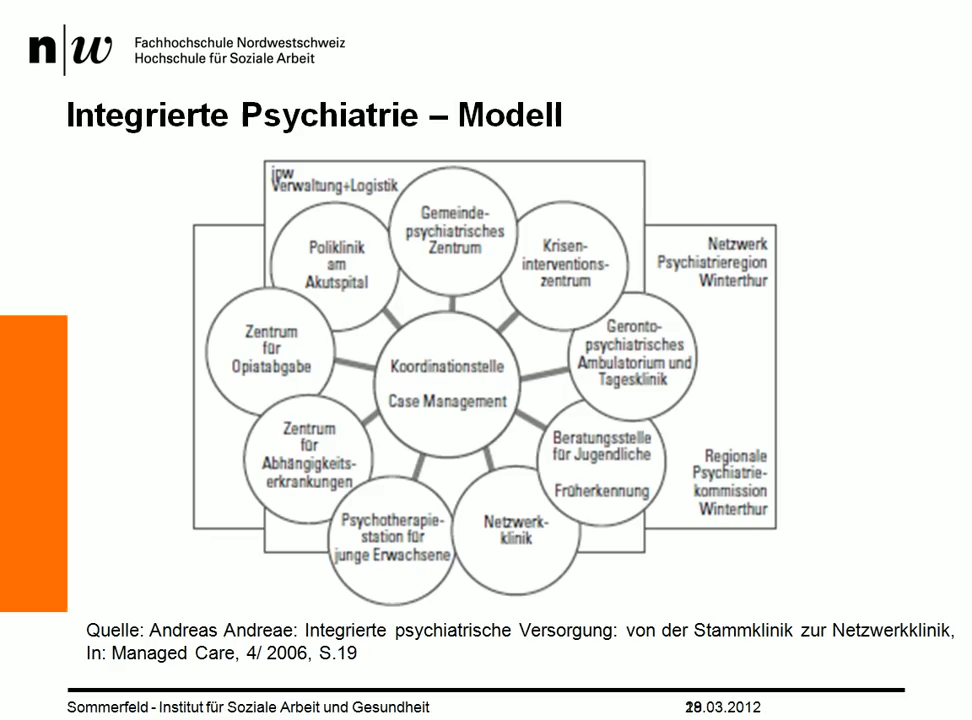 n|w
Fachhochschule Nordwestschweiz
Hochschule für Soziale Arbeit
Integrierte Psychiatrie – Modell
ipw
Verwaltung+Logistik
Gemeinde-
psychiatrisches
Zentrum
Poliklinik
am
Akutspital
Krisen-
interventions-
zentrum
Netzwerk
Psychiatrieregion
Winterthur
Zentrum
für
Opiatabgabe
Geronto-
psychiatrisches
Ambulatorium und
Tagesklinik
Koordinationstelle
Case Management
Zentrum
für
Abhängigkeits-
erkrankungen
Beratungsstelle
für Jugendliche
Früherkennung
Regionale
Psychiatrie-
kommission
Winterthur
Psychotherapie-
station für
junge Erwachsene
Netzwerk-
klinik
Quelle: Andreas Andreae: Integrierte psychiatrische Versorgung: von der Stammklinik zur Netzwerkklinik,
In: Managed Care, 4/ 2006, S.19
Sommerfeld - Institut für Soziale Arbeit und Gesundheit
.03.2012